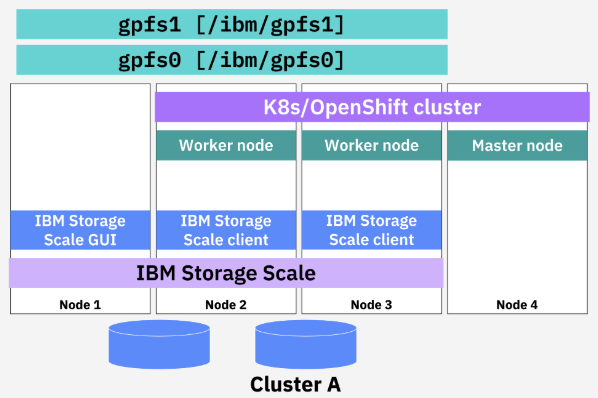 gpfs1 [/ibm/gpfs1]
gpfs0 [/ibm/gpfs0]
K8s/OpenShift cluster
Worker node
Worker node
Master node
IBM Storage
Scale GUI
IBM Storage
Scale client
IBM Storage
Scale client
IBM Storage Scale
Node 1
Node 2
Node 3
Node 4
Cluster A